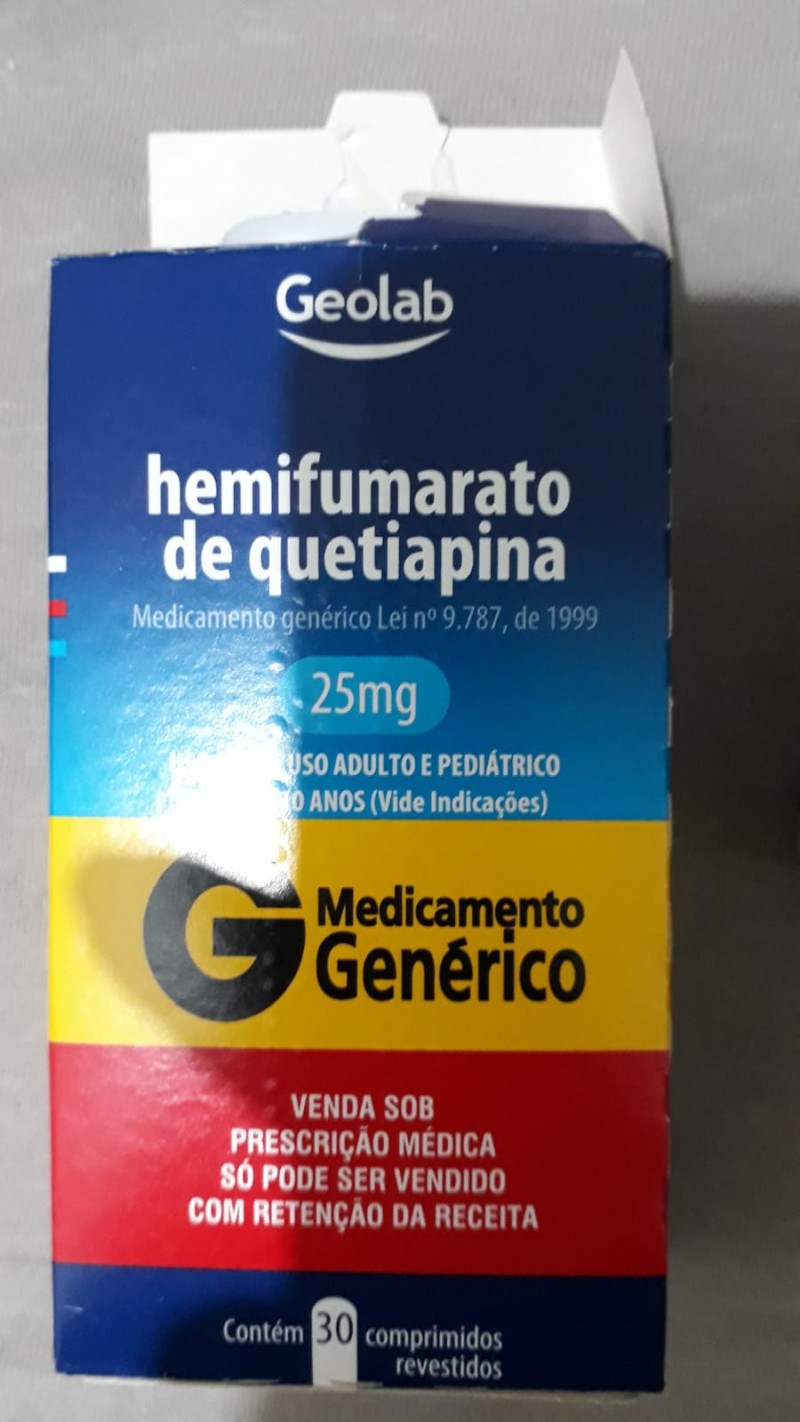 Geolab
hemifumarato
de quetiapina
Medicamento genérico Lei nº 9.787, de 1999
25mg
USO ADULTO E PEDIÁTRICO
ANOS (Vide Indicações)
G Medicamento
Genérico
VENDA SOB
PRESCRIÇÃO MÉDICA
SÓ PODE SER VENDIDO
COM RETENÇÃO DA RECEITA
Contém 30 comprimidos
revestidos